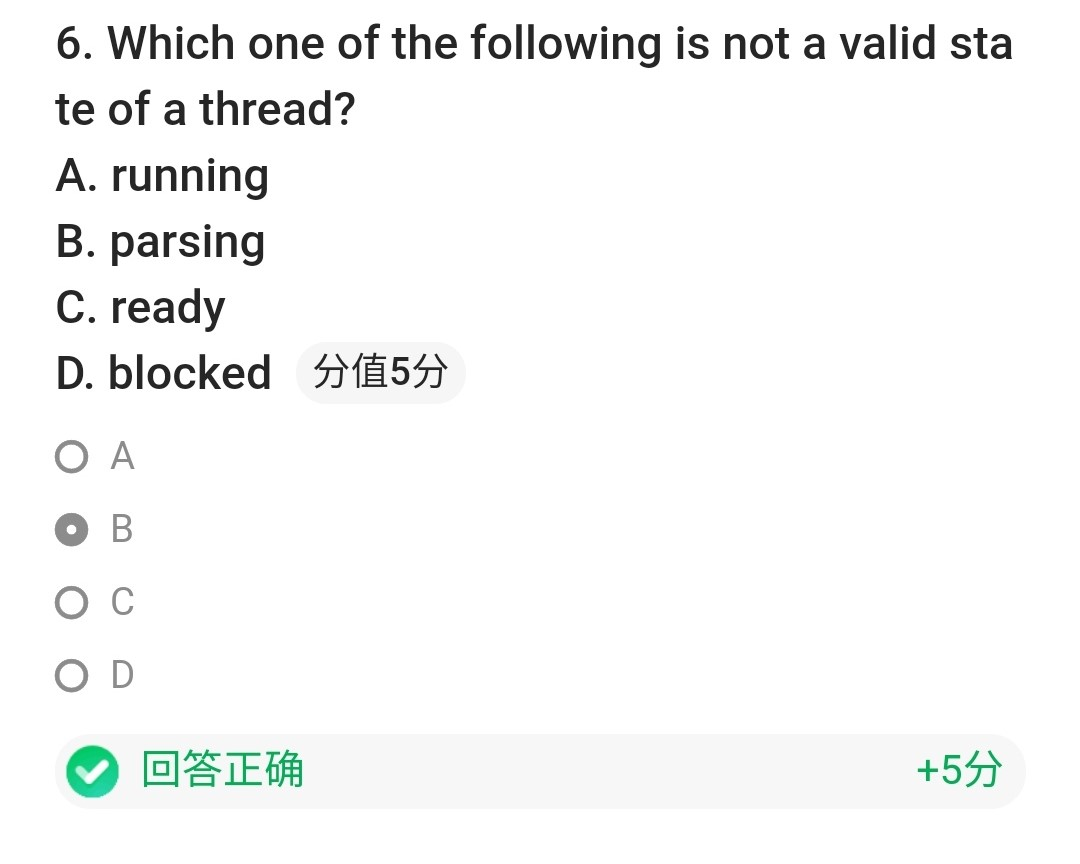 6. Which one of the following is not a valid sta
te of a thread?
A. running
B. parsing
C. ready
D. blocked 分值5分
A
B
C
D
回答正确 +5分